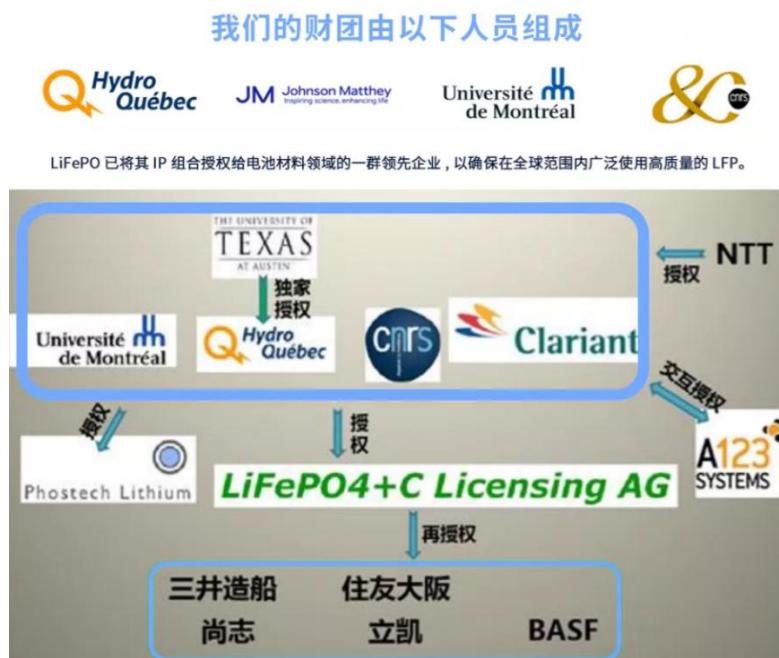 我们的财团由以下人员组成
Hydro Québec
JM Johnson Matthey
Inspiring science, enhancing life
Université de Montréal
&C cnrs
LiFePO 已将其 IP 组合授权给电池材料领域的一群领先企业，以确保在全球范围内广泛使用高质量的 LFP。
THE UNIVERSITY OF
TEXAS
AT AUSTIN
NTT
授权
独家
授权
Université de Montréal
Hydro Québec
cnrs
Clariant
授权
授
权
交互授权
Phostech Lithium
LiFePO4+C Licensing AG
A123
SYSTEMS
再授权
三井造船 住友大阪
尚志 立凯 BASF